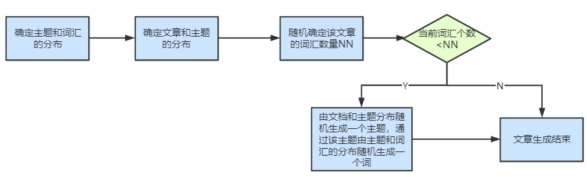 确定主题和词汇
的分布
确定文章和主题
的分布
随机确定该文章
的词汇数量NN
当前词汇个数
<NN
Y
N
由文档和主题分布随
机生成一个主题，通
过该主题由主题和词
汇的分布随机生成一
个词
文章生成结束